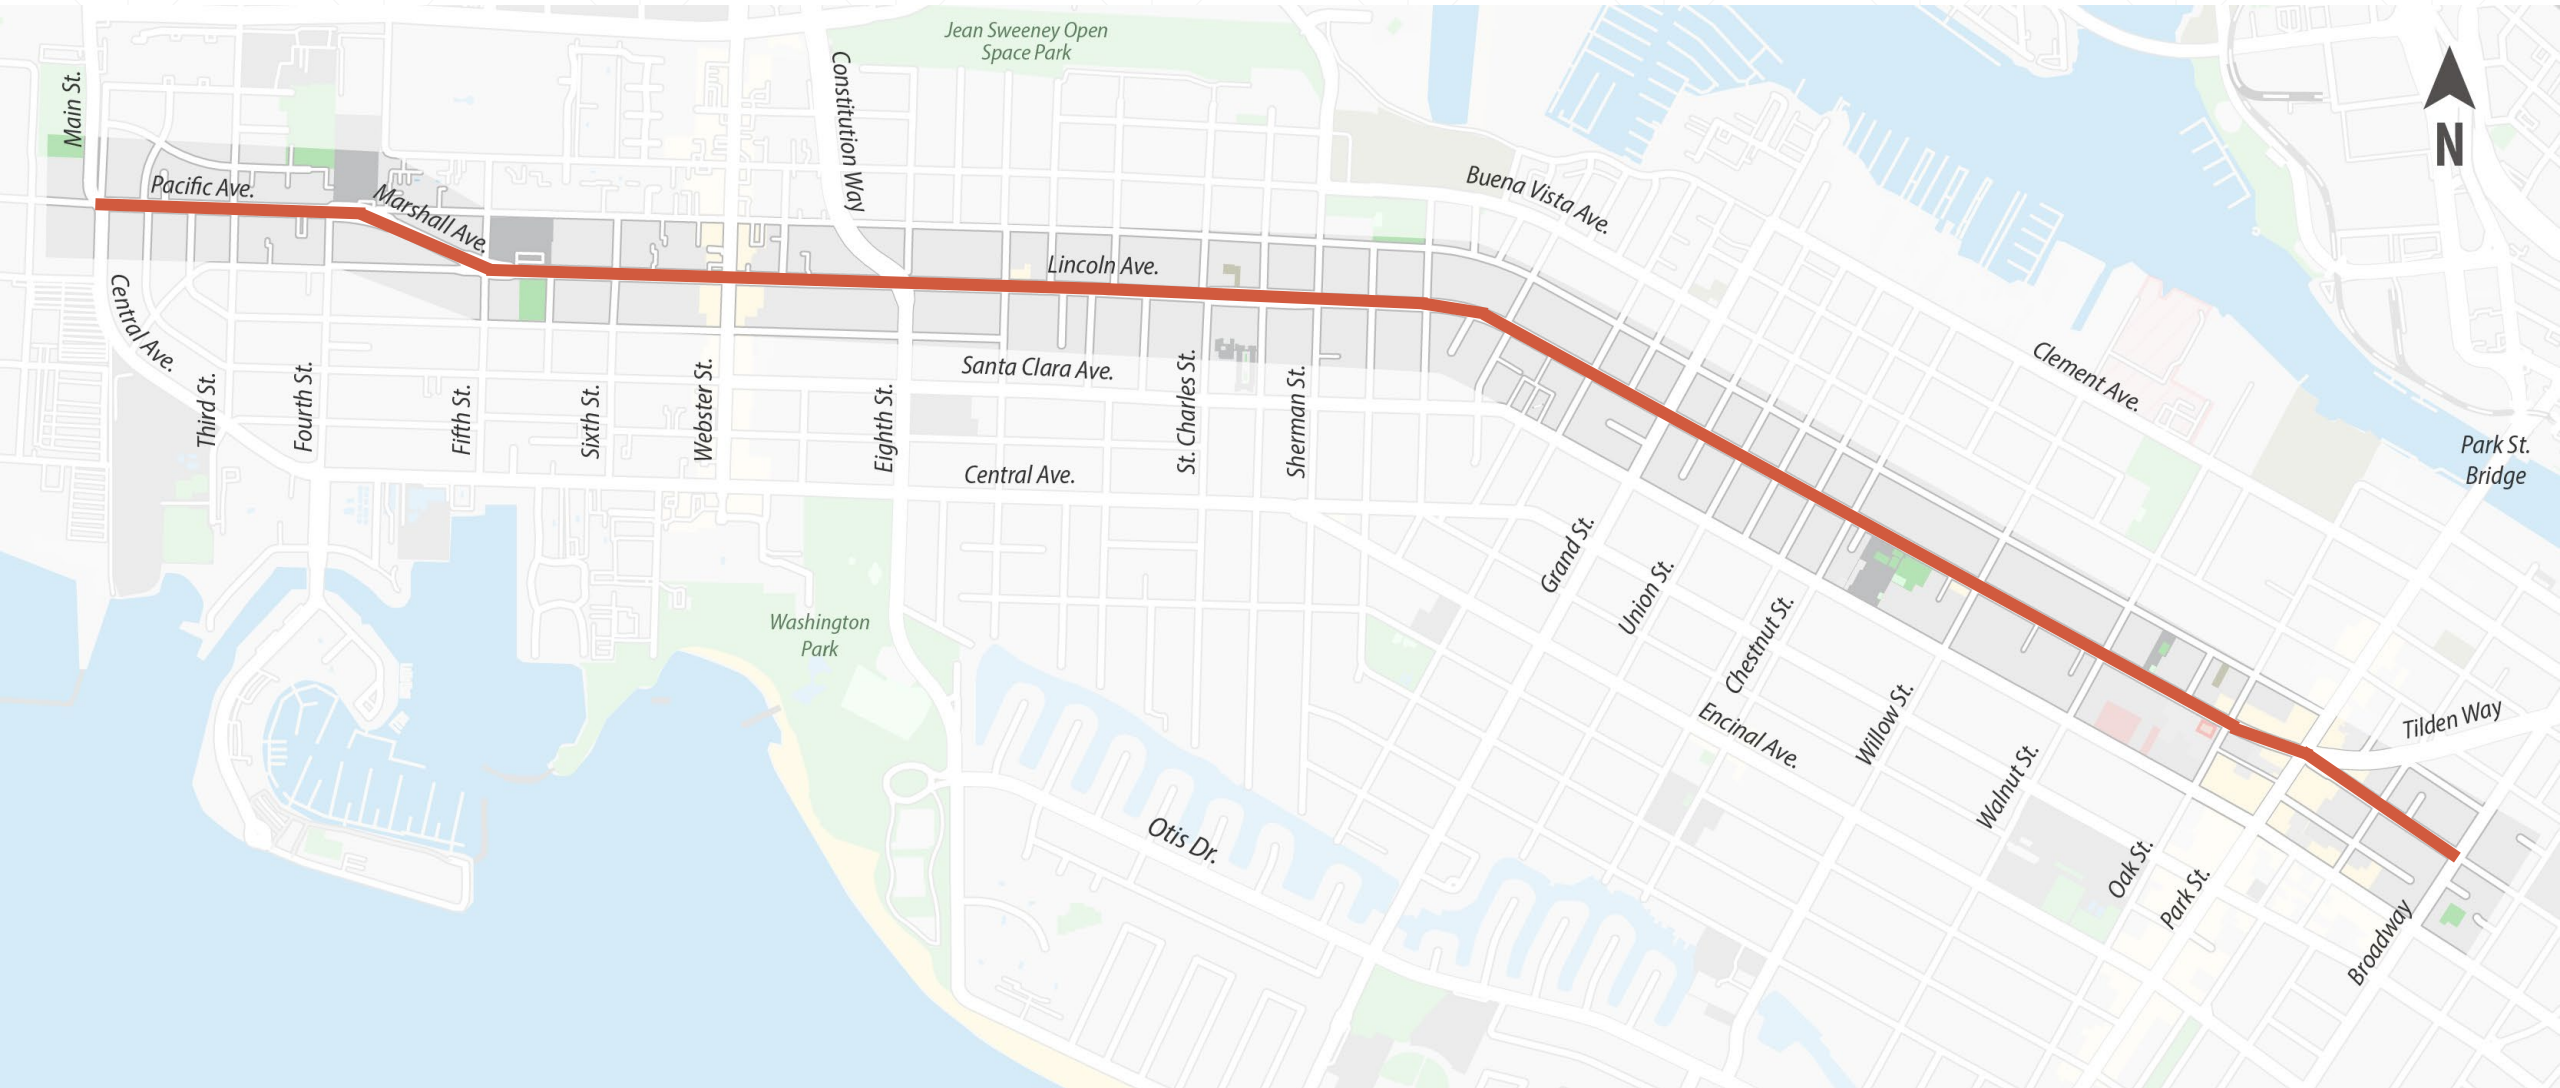 Jean Sweeney Open
Space Park
Main St.
Constitution Way
N
Pacific Ave.
Marshall Ave.
Buena Vista Ave.
Lincoln Ave.
Central Ave.
Santa Clara Ave.
Clement Ave.
Third St.
Fourth St.
Fifth St.
Sixth St.
Webster St.
Eighth St.
St. Charles St.
Sherman St.
Park St.
Bridge
Central Ave.
Grand St.
Union St.
Chestnut St.
Washington
Park
Encinal Ave.
Willow St.
Walnut St.
Tilden Way
Otis Dr.
Oak St.
Park St.
Broadway